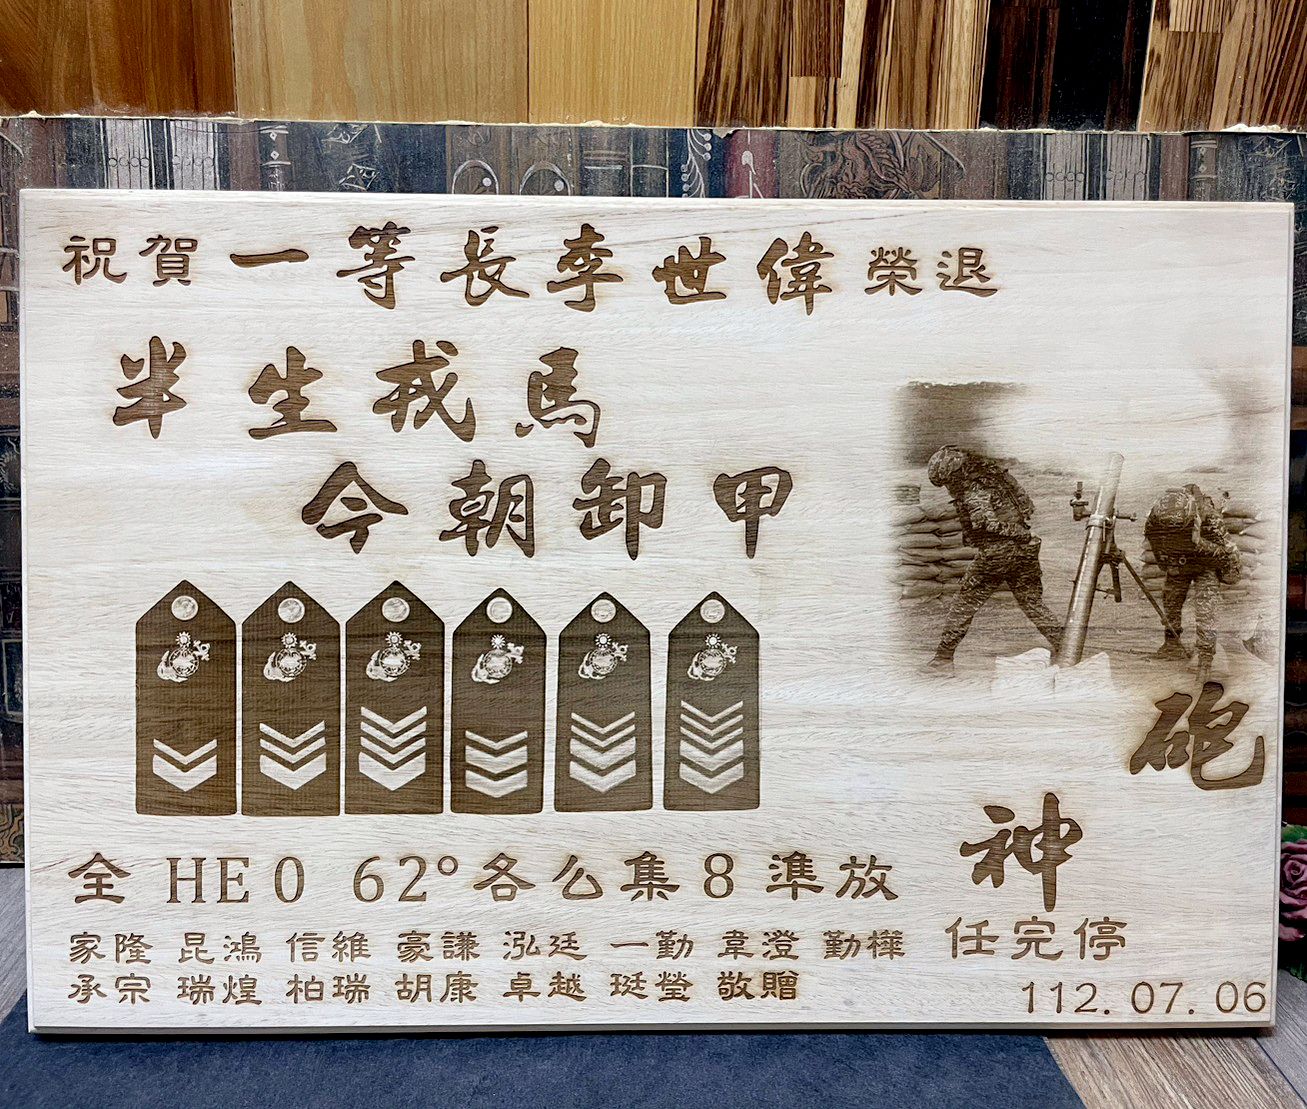 祝賀一等長李世偉榮退
半生戎馬
今朝卸甲
砲
神
全 HE 0 62°各公集8準放
任完停
家隆 昆鴻 信維 豪謙 泓廷 一勤 韋澄 勤樺
承宗 瑞煌 柏瑞 胡康 卓越 珽瑩 敬贈
112.07.06